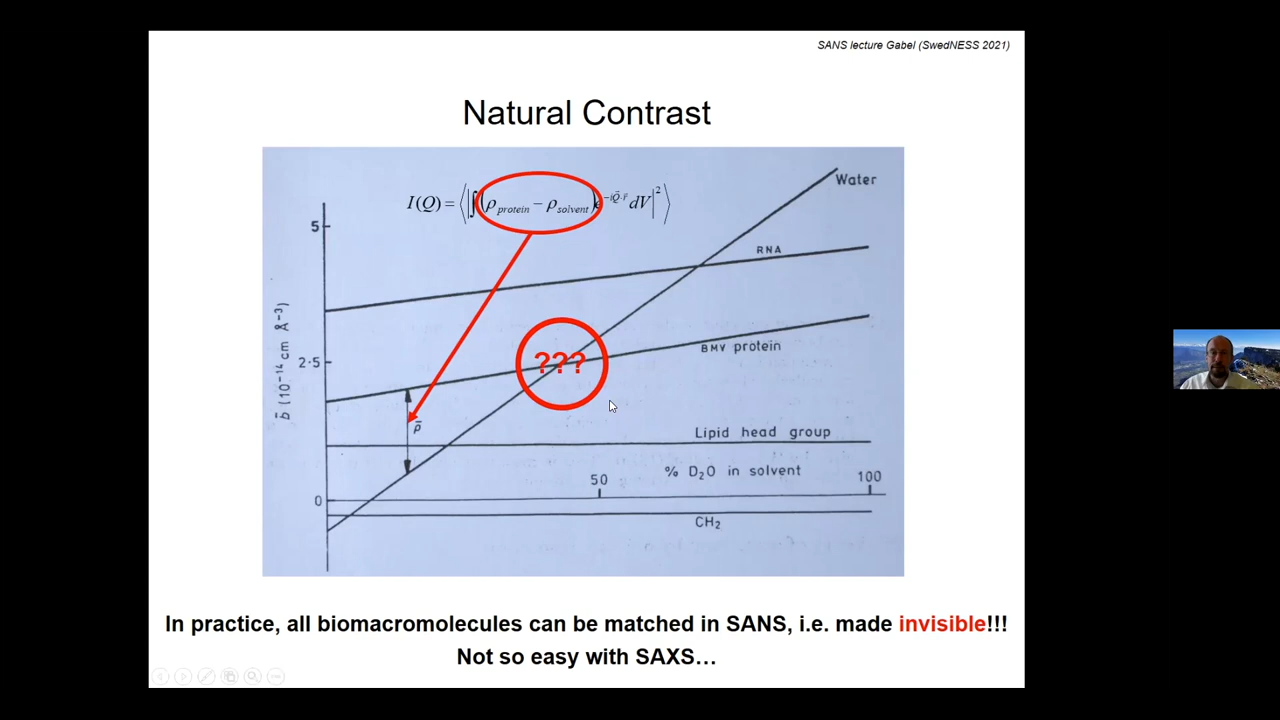 SANS lecture Gabel (SwedNESS 2021)
Natural Contrast
I(Q) = ⟨|∫(ρprotein − ρsolvent)e^{-iQ⃗·r⃗} dV|²⟩
Water
5
RNA
2·5
???
BMV protein
b̄ (10⁻¹⁴ cm Å⁻³)
ρ̄
Lipid head group
% D₂O in solvent
50
100
0
CH₂
In practice, all biomacromolecules can be matched in SANS, i.e. made invisible!!!
Not so easy with SAXS…